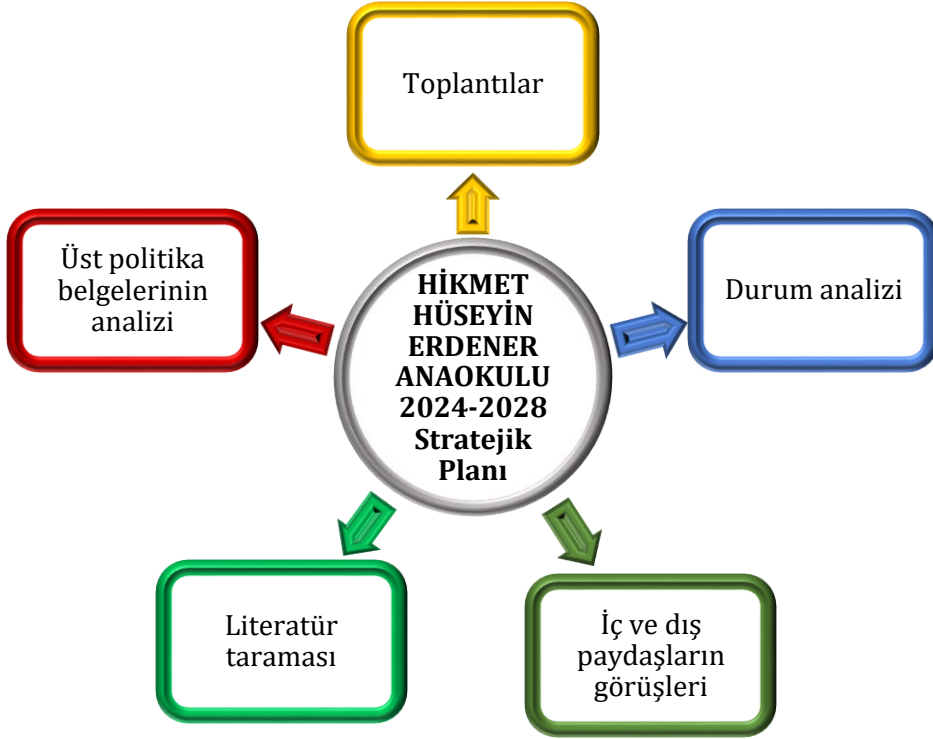 Toplantılar
Üst politika
belgelerinin
analizi
HİKMET
HÜSEYİN
ERDENER
ANAOKULU
2024-2028
Stratejik
Planı
Durum analizi
Literatür
taraması
İç ve dış
paydaşların
görüşleri